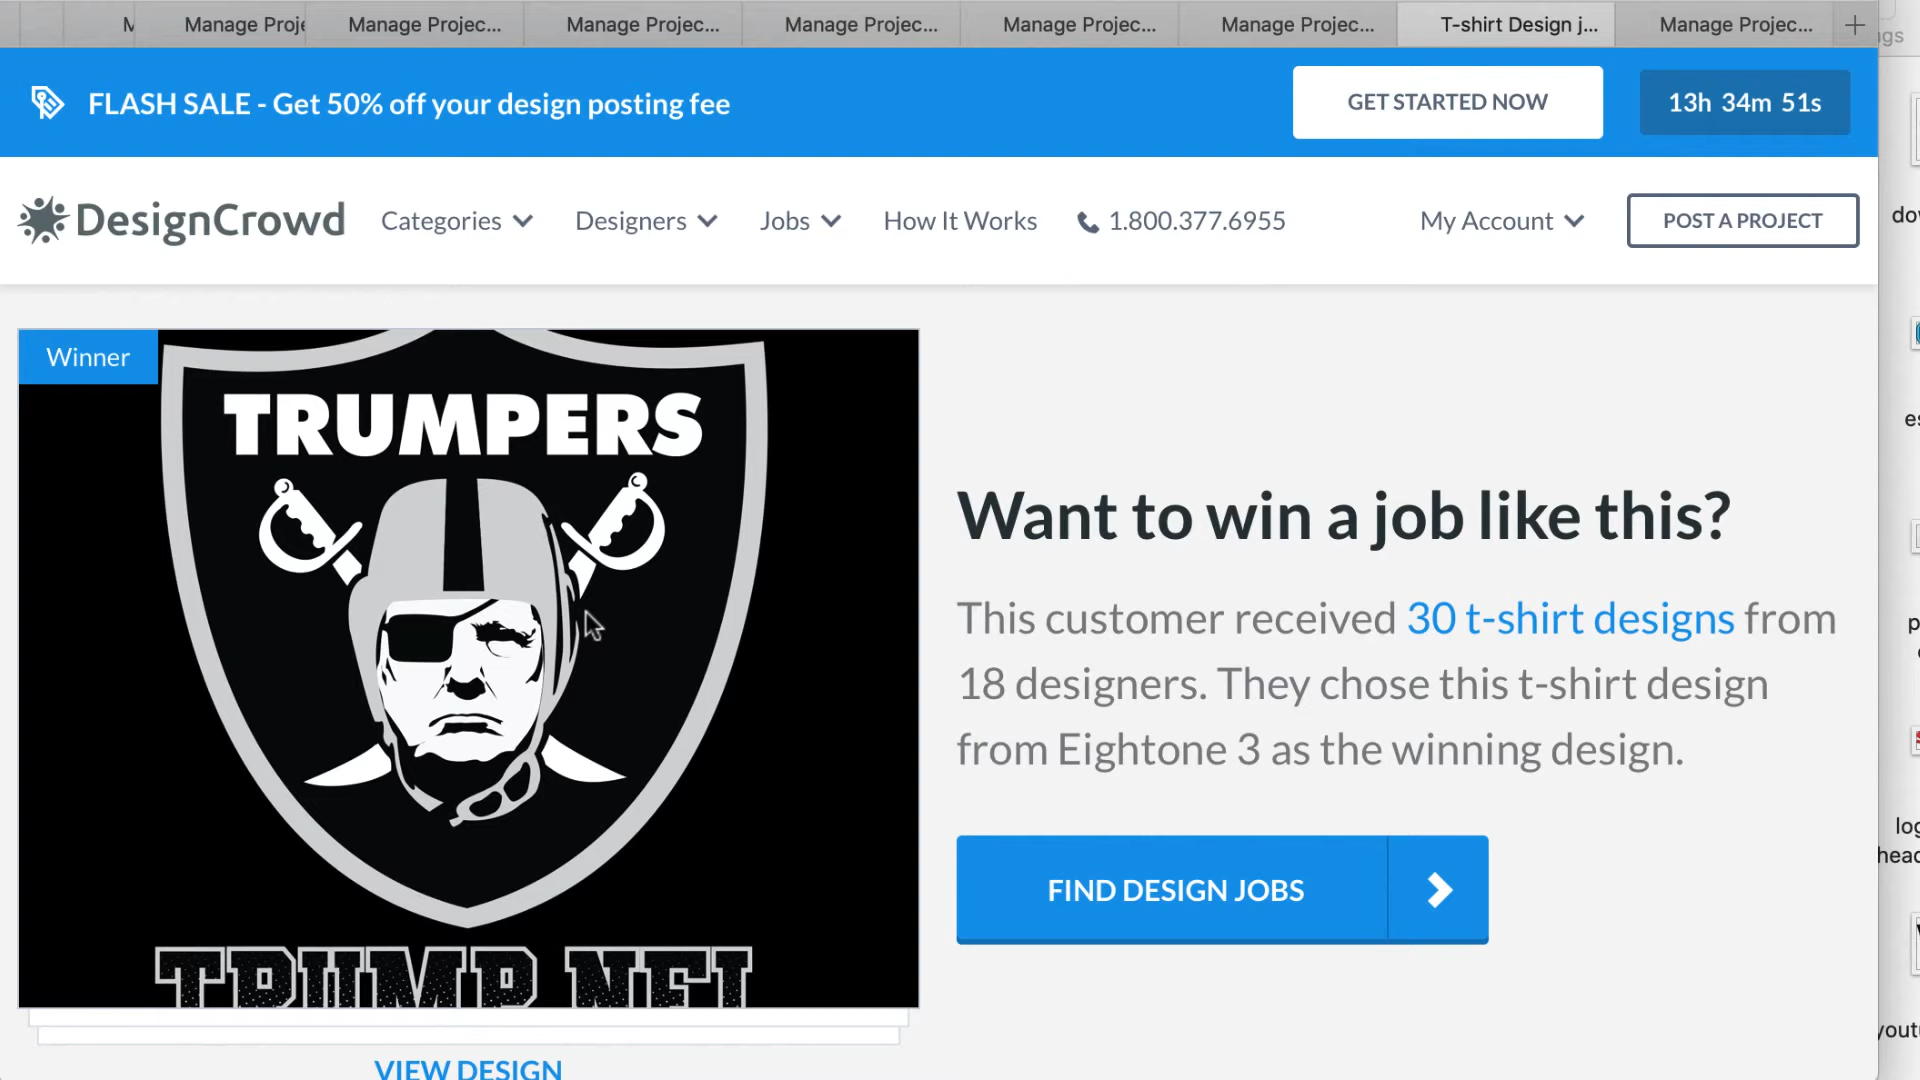 Manage Proje
Manage Projec...
Manage Projec...
Manage Projec...
Manage Projec...
Manage Projec...
T-shirt Design j...
Manage Projec...
FLASH SALE - Get 50% off your design posting fee
GET STARTED NOW
13h 34m 51s
DesignCrowd
Categories
Designers
Jobs
How It Works
1.800.377.6955
My Account
POST A PROJECT
Winner
TRUMPERS
TRUMP NFL
Want to win a job like this?
This customer received 30 t-shirt designs from
18 designers. They chose this t-shirt design
from Eightone 3 as the winning design.
FIND DESIGN JOBS
VIEW DESIGN